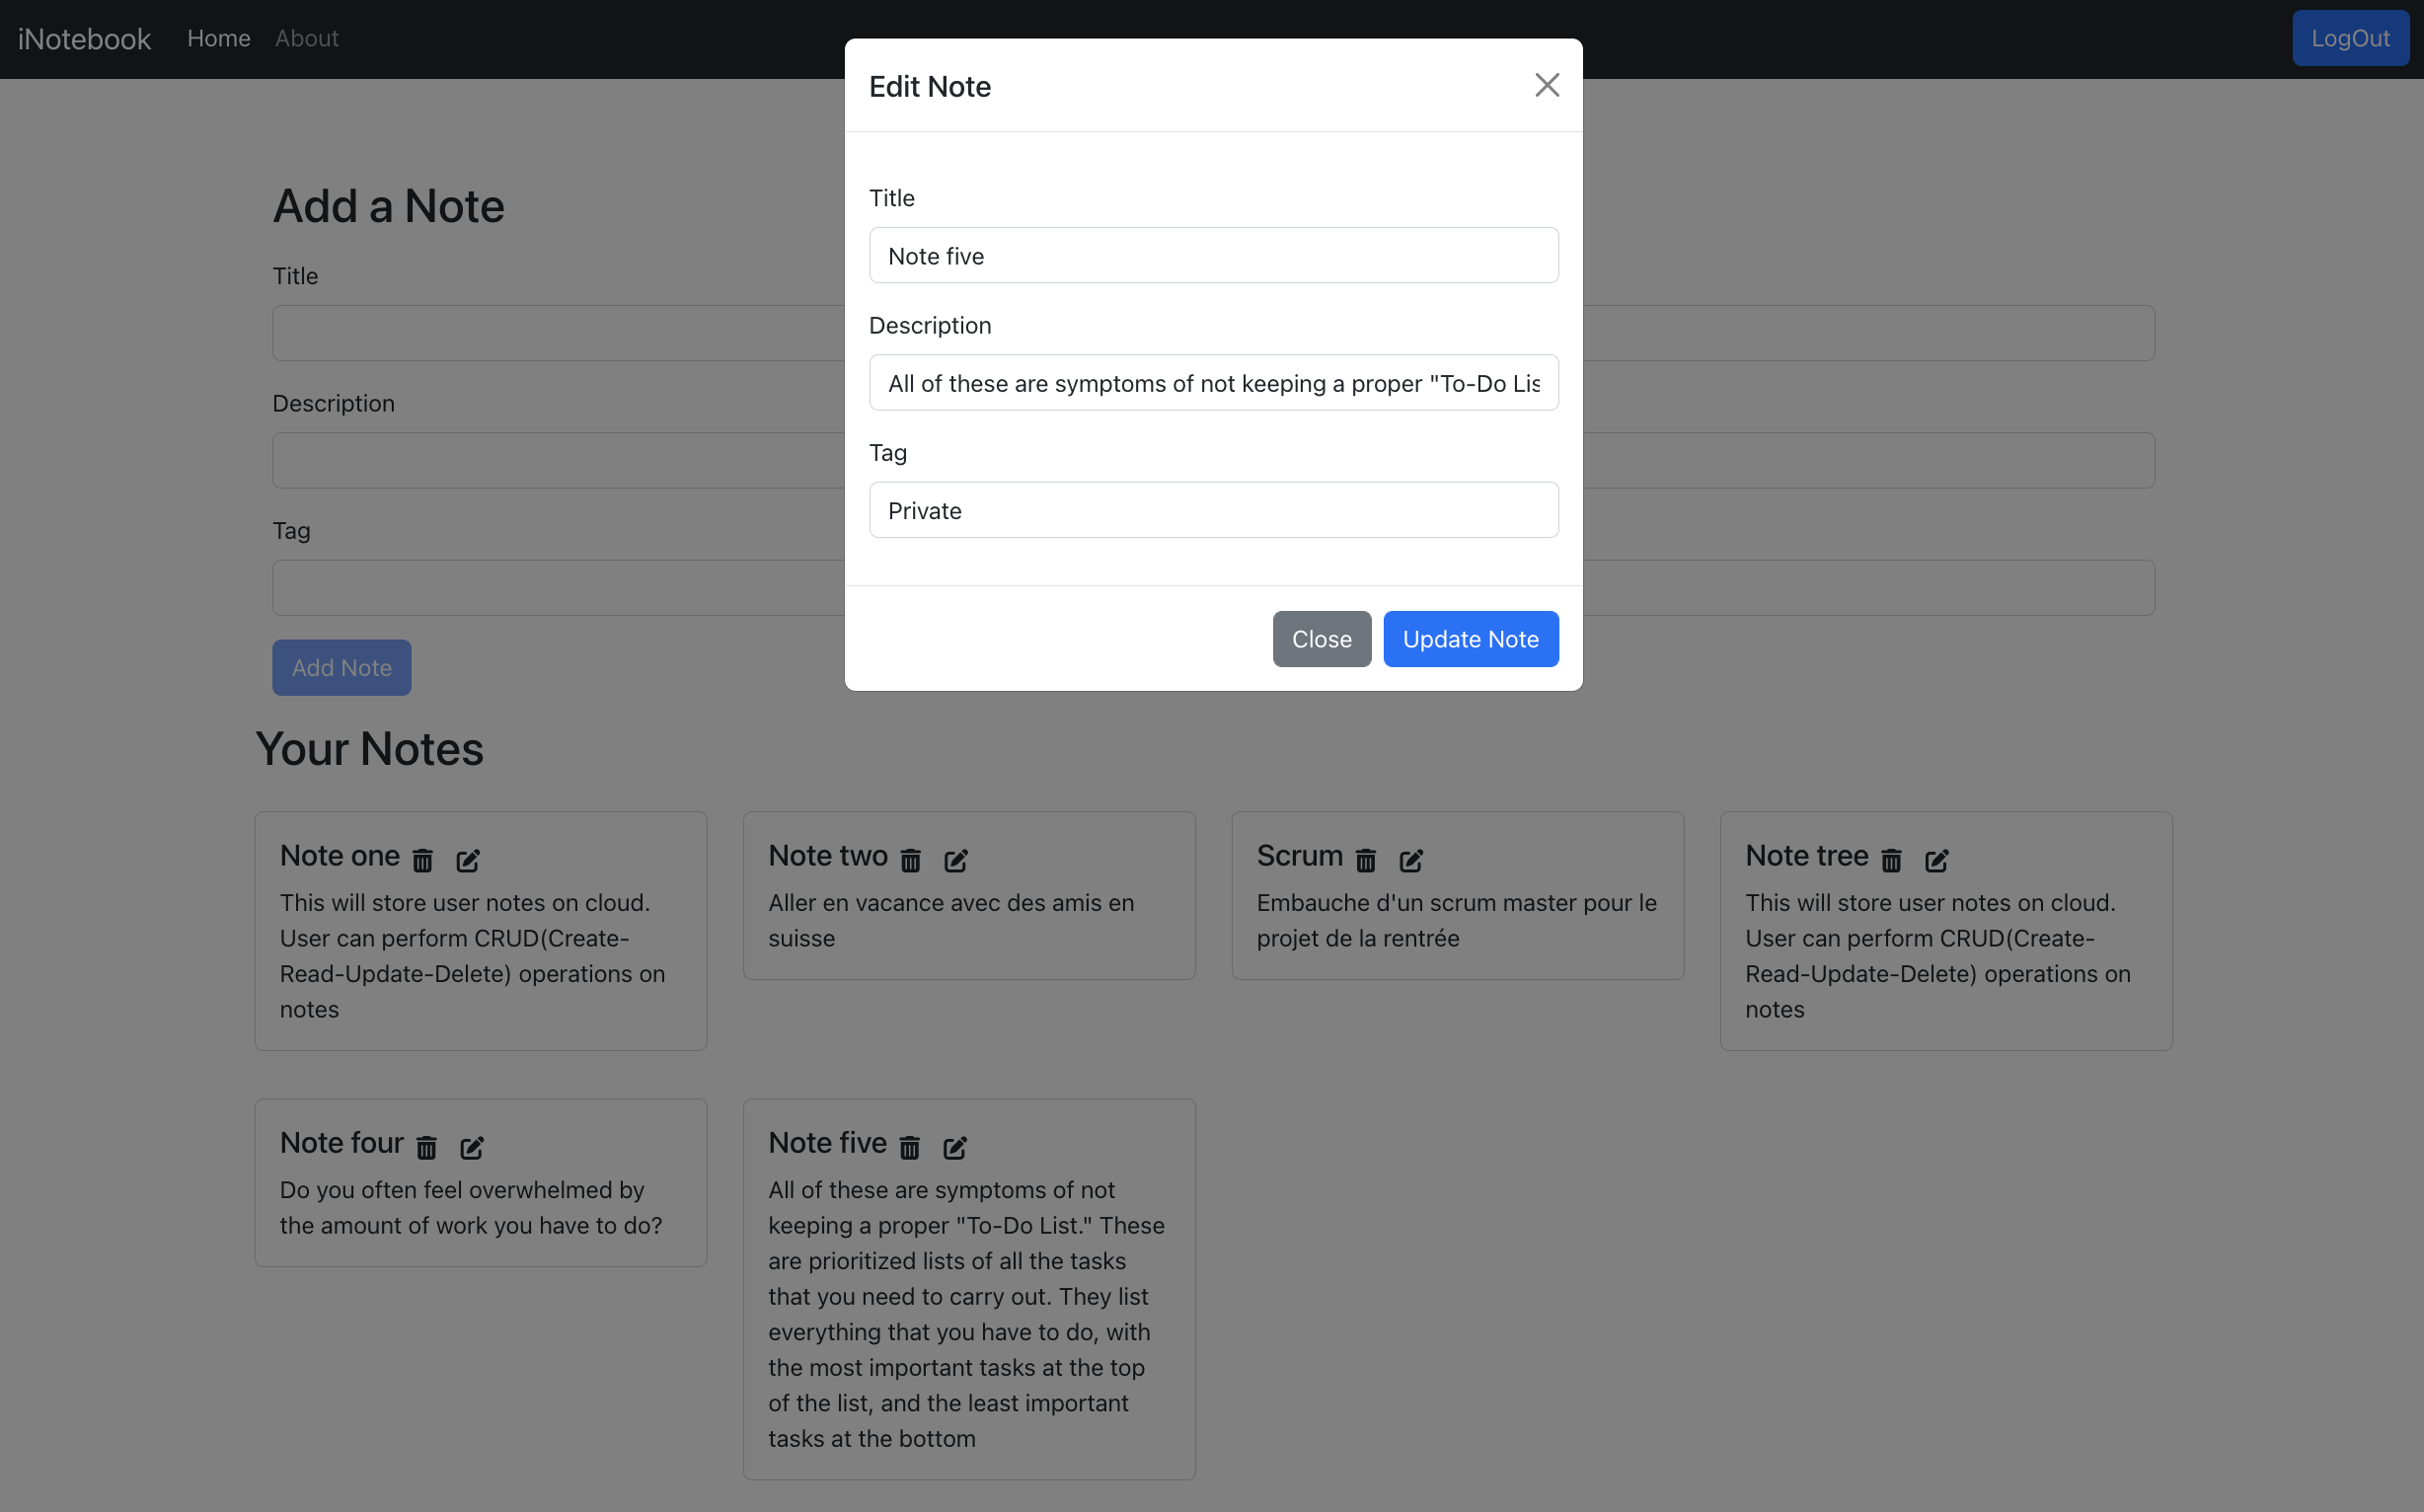 iNotebook Home About LogOut
Edit Note
Title
Note five
Description
All of these are symptoms of not keeping a proper "To-Do Lis
Tag
Private
Close Update Note
Add a Note
Title
Description
Tag
Add Note
Your Notes
Note one
This will store user notes on cloud.
User can perform CRUD(Create-
Read-Update-Delete) operations on
notes
Note two
Aller en vacance avec des amis en
suisse
Scrum
Embauche d'un scrum master pour le
projet de la rentrée
Note tree
This will store user notes on cloud.
User can perform CRUD(Create-
Read-Update-Delete) operations on
notes
Note four
Do you often feel overwhelmed by
the amount of work you have to do?
Note five
All of these are symptoms of not
keeping a proper "To-Do List." These
are prioritized lists of all the tasks
that you need to carry out. They list
everything that you have to do, with
the most important tasks at the top
of the list, and the least important
tasks at the bottom